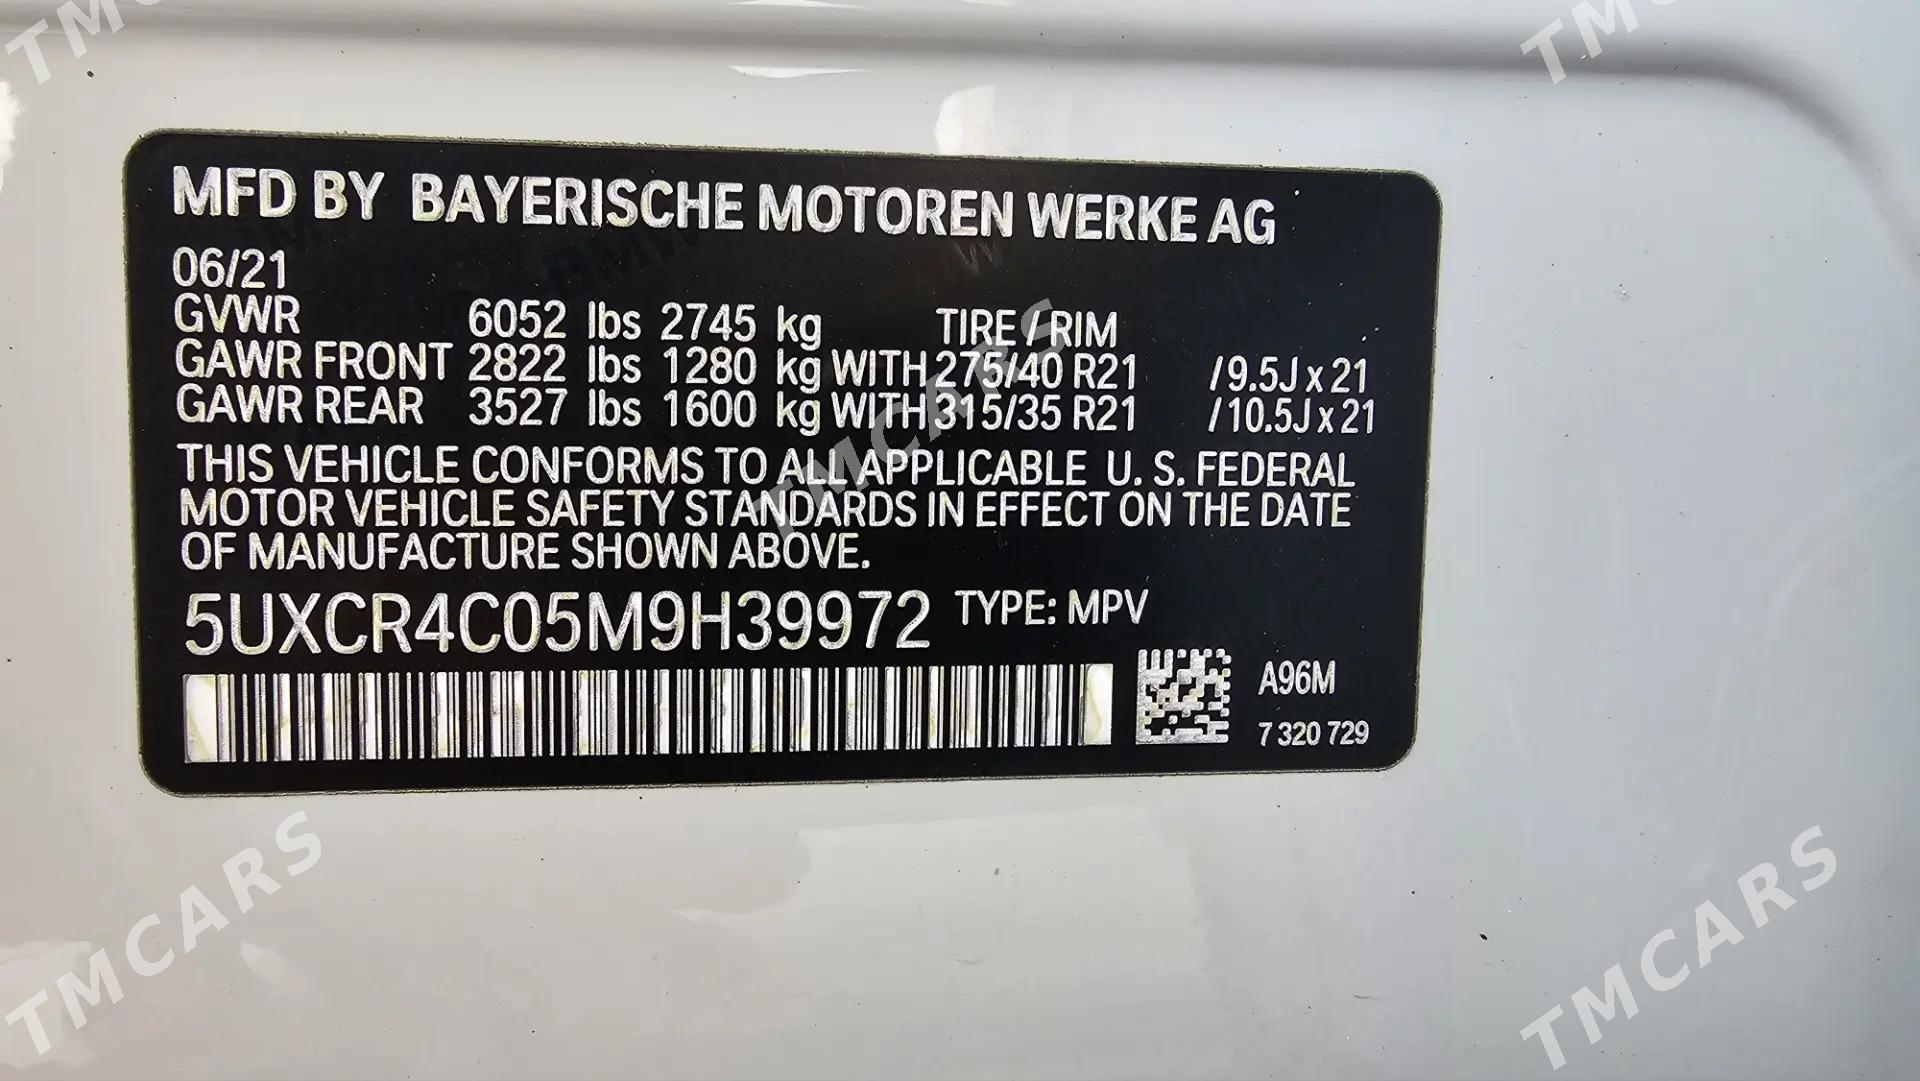 MFD BY BAYERISCHE MOTOREN WERKE AG
06/21
GVWR 6052 lbs 2745 kg TIRE / RIM
GAWR FRONT 2822 lbs 1280 kg WITH 275/40 R21 /9.5J x 21
GAWR REAR 3527 lbs 1600 kg WITH 315/35 R21 /10.5J x 21
THIS VEHICLE CONFORMS TO ALL APPLICABLE U. S. FEDERAL
MOTOR VEHICLE SAFETY STANDARDS IN EFFECT ON THE DATE
OF MANUFACTURE SHOWN ABOVE.
5UXCR4C05M9H39972 TYPE: MPV
A96M
7 320 729
TMCARS
TMCARS
TMCARS